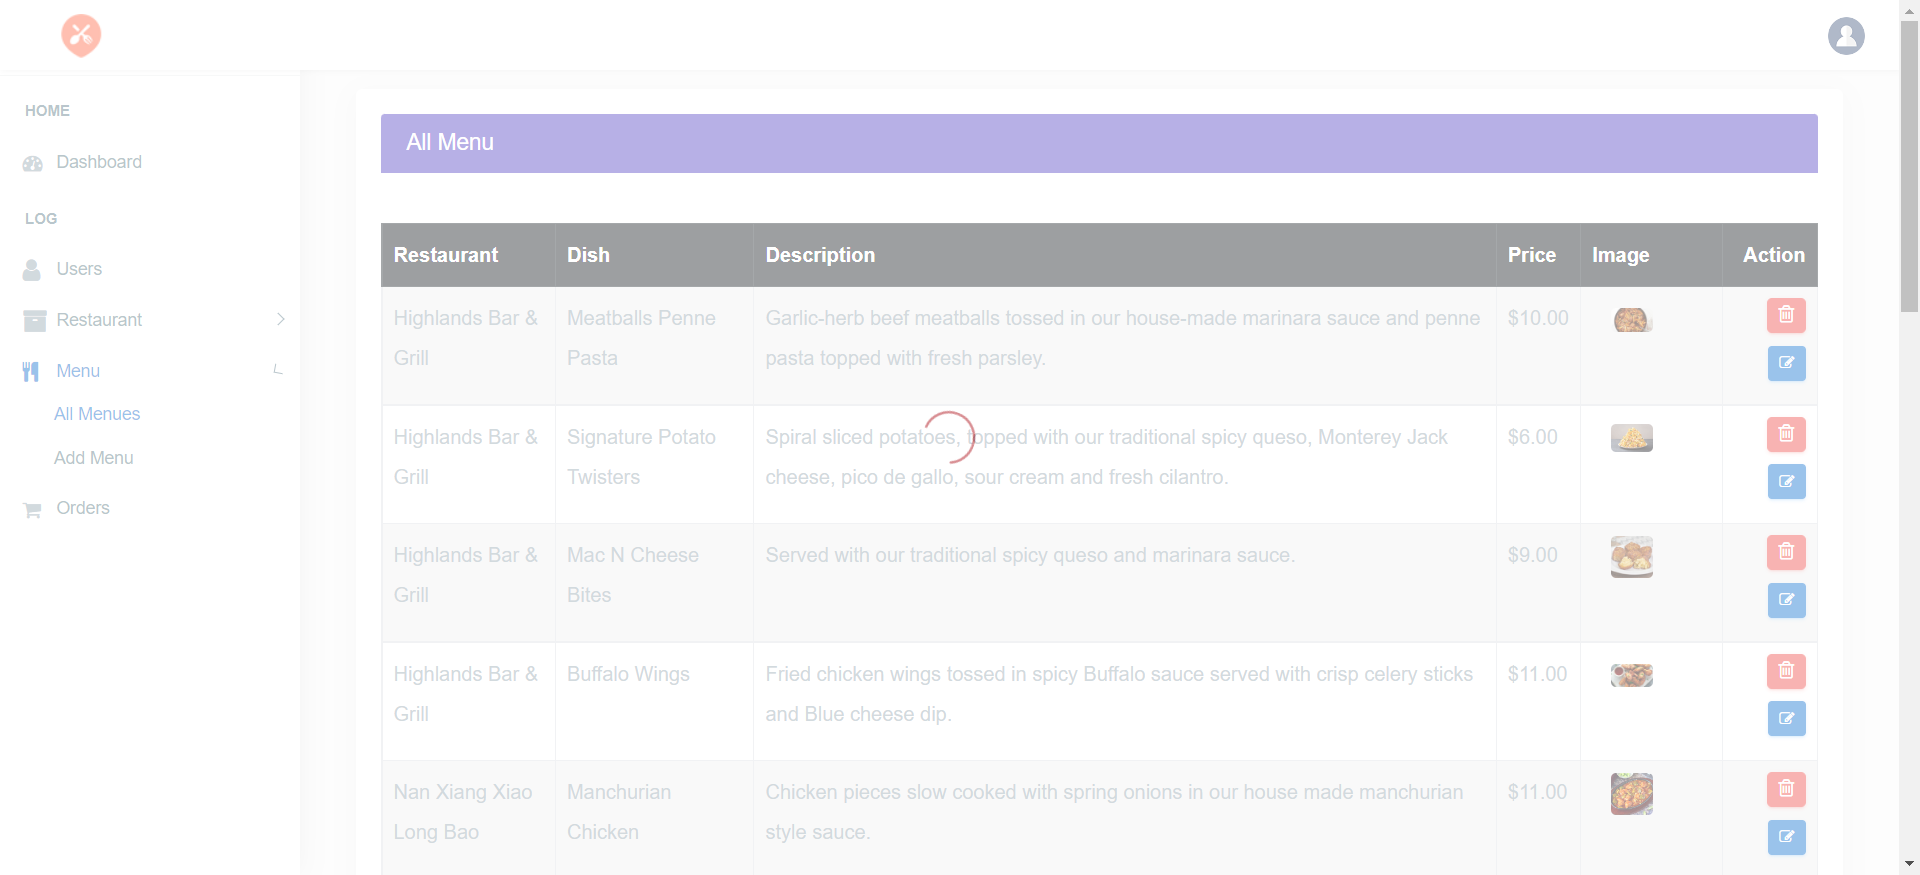 HOME
Dashboard
LOG
Users
Restaurant
Menu
All Menues
Add Menu
Orders
All Menu
Restaurant Dish Description Price Image Action
Highlands Bar & Meatballs Penne Garlic-herb beef meatballs tossed in our house-made marinara sauce and penne $10.00
Grill Pasta pasta topped with fresh parsley.
Highlands Bar & Signature Potato Spiral sliced potatoes, topped with our traditional spicy queso, Monterey Jack $6.00
Grill Twisters cheese, pico de gallo, sour cream and fresh cilantro.
Highlands Bar & Mac N Cheese Served with our traditional spicy queso and marinara sauce. $9.00
Grill Bites
Highlands Bar & Buffalo Wings Fried chicken wings tossed in spicy Buffalo sauce served with crisp celery sticks $11.00
Grill and Blue cheese dip.
Nan Xiang Xiao Manchurian Chicken pieces slow cooked with spring onions in our house made manchurian $11.00
Long Bao Chicken style sauce.